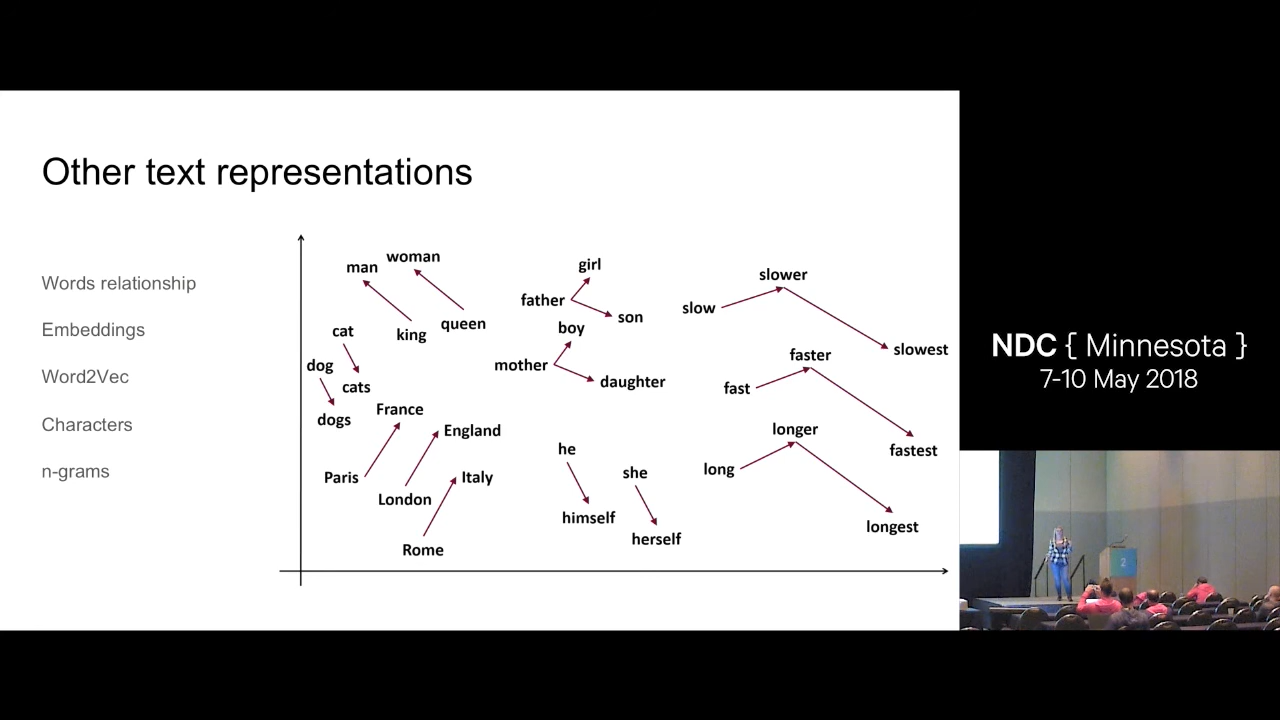 Other text representations
Words relationship
Embeddings
Word2Vec
Characters
n-grams
man
woman
king
queen
cat
cats
dog
dogs
France
Paris
England
London
Italy
Rome
girl
father
son
boy
mother
daughter
he
himself
she
herself
slow
slower
slowest
fast
faster
fastest
long
longer
longest
NDC { Minnesota }
7-10 May 2018
2